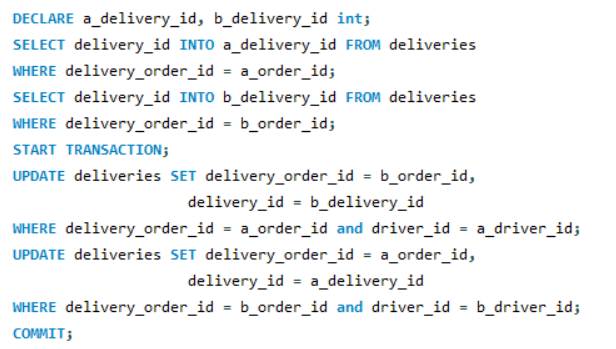 DECLARE a_delivery_id, b_delivery_id int;
SELECT delivery_id INTO a_delivery_id FROM deliveries
WHERE delivery_order_id = a_order_id;
SELECT delivery_id INTO b_delivery_id FROM deliveries
WHERE delivery_order_id = b_order_id;
START TRANSACTION;
UPDATE deliveries SET delivery_order_id = b_order_id,
delivery_id = b_delivery_id
WHERE delivery_order_id = a_order_id and driver_id = a_driver_id;
UPDATE deliveries SET delivery_order_id = a_order_id,
delivery_id = a_delivery_id
WHERE delivery_order_id = b_order_id and driver_id = b_driver_id;
COMMIT;